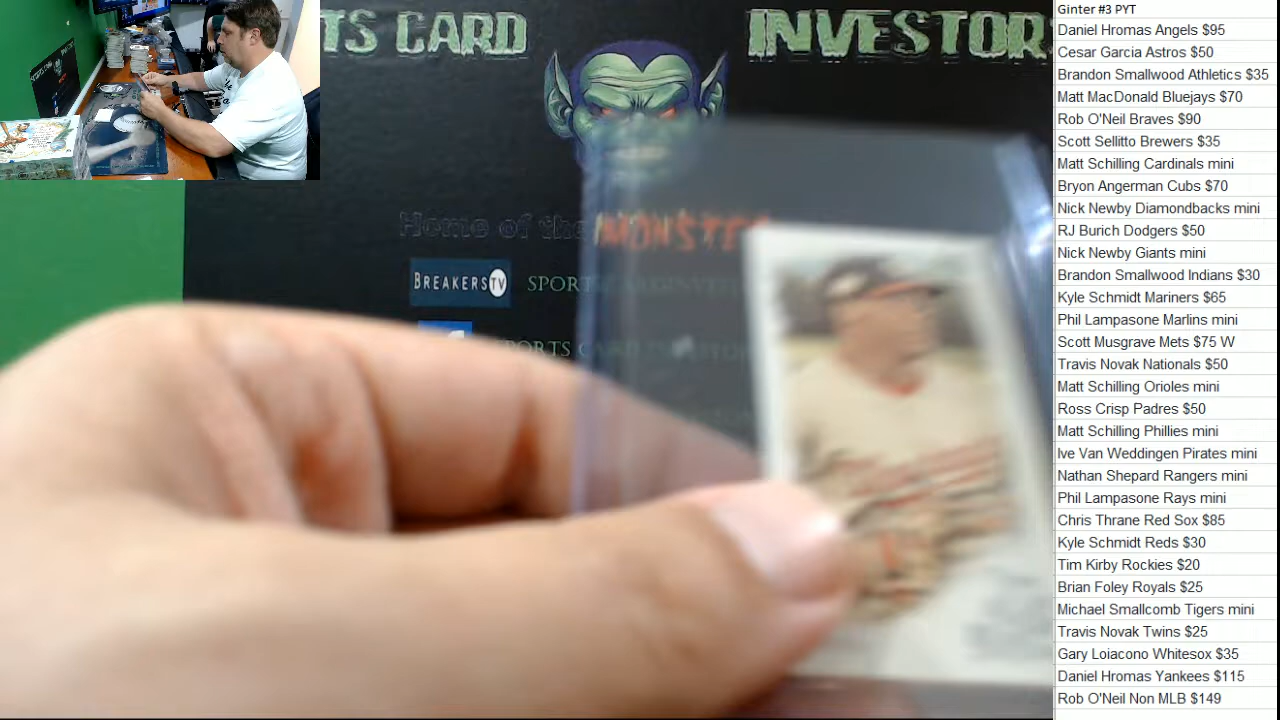 TS CARD
INVESTOR
Home of the MONSTER
BREAKERSTV
SPORT
Ginter #3 PYT
Daniel Hromas Angels $95
Cesar Garcia Astros $50
Brandon Smallwood Athletics $35
Matt MacDonald Bluejays $70
Rob O'Neil Braves $90
Scott Sellitto Brewers $35
Matt Schilling Cardinals mini
Bryon Angerman Cubs $70
Nick Newby Diamondbacks mini
RJ Burich Dodgers $50
Nick Newby Giants mini
Brandon Smallwood Indians $30
Kyle Schmidt Mariners $65
Phil Lampasone Marlins mini
Scott Musgrave Mets $75 W
Travis Novak Nationals $50
Matt Schilling Orioles mini
Ross Crisp Padres $50
Matt Schilling Phillies mini
Ive Van Weddingen Pirates mini
Nathan Shepard Rangers mini
Phil Lampasone Rays mini
Chris Thrane Red Sox $85
Kyle Schmidt Reds $30
Tim Kirby Rockies $20
Brian Foley Royals $25
Michael Smallcomb Tigers mini
Travis Novak Twins $25
Gary Loiacono Whitesox $35
Daniel Hromas Yankees $115
Rob O'Neil Non MLB $149